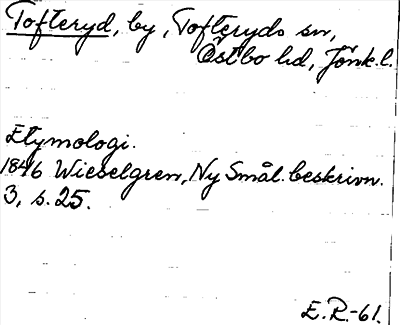 Tofteryd, by, Tofteryds sn,
Östbo hd, Jönk.l.
Etymologi.
1846 Wieselgren, Ny Smål. beskrivn.
3, s. 25.
E.R.-61.